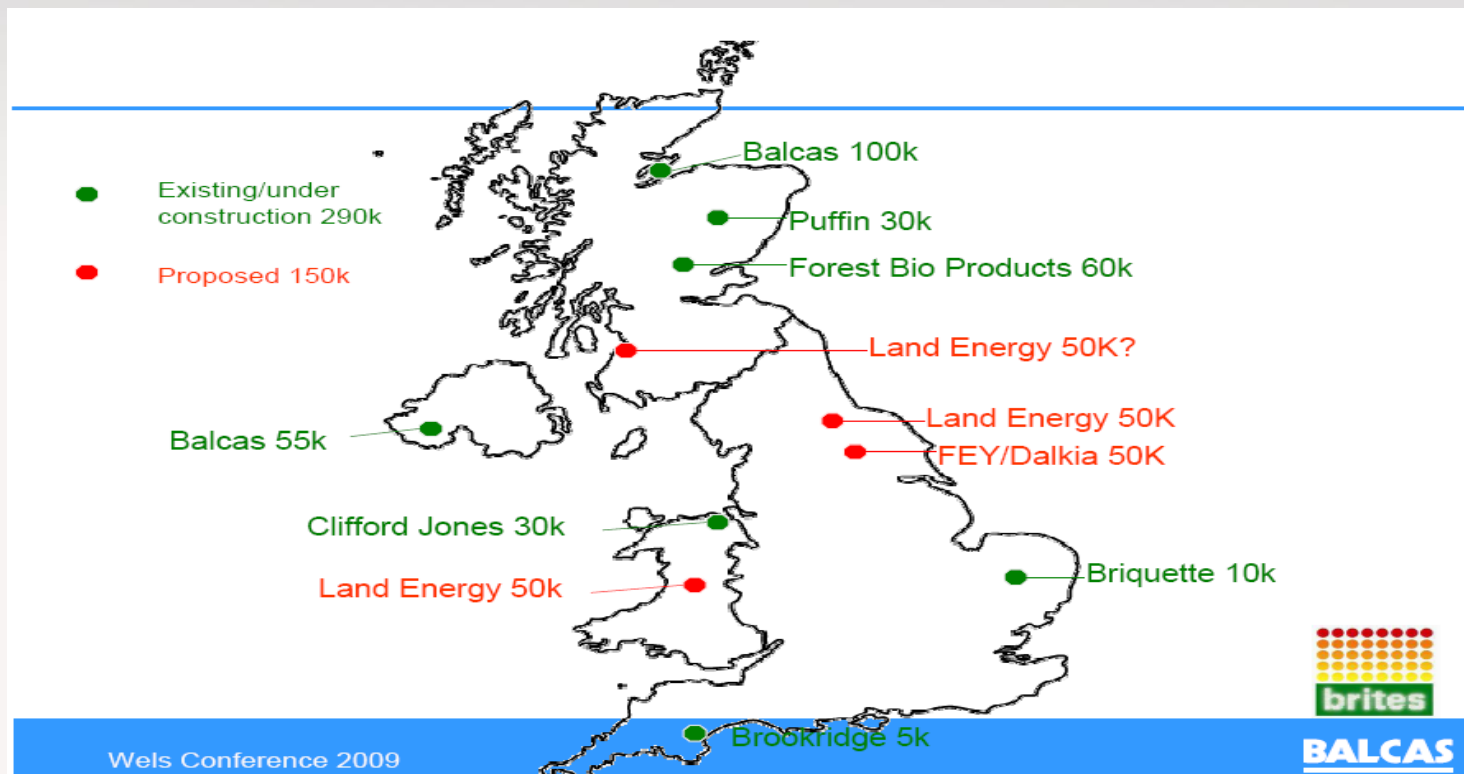 Balcas 100k
Existing/under
construction 290k
Puffin 30k
Proposed 150k
Forest Bio Products 60k
Land Energy 50K?
Land Energy 50K
Balcas 55k
FEY/Dalkia 50K
Clifford Jones 30k
Briquette 10k
Land Energy 50k
brites
Brookridge 5k
Wels Conference 2009
BALCAS